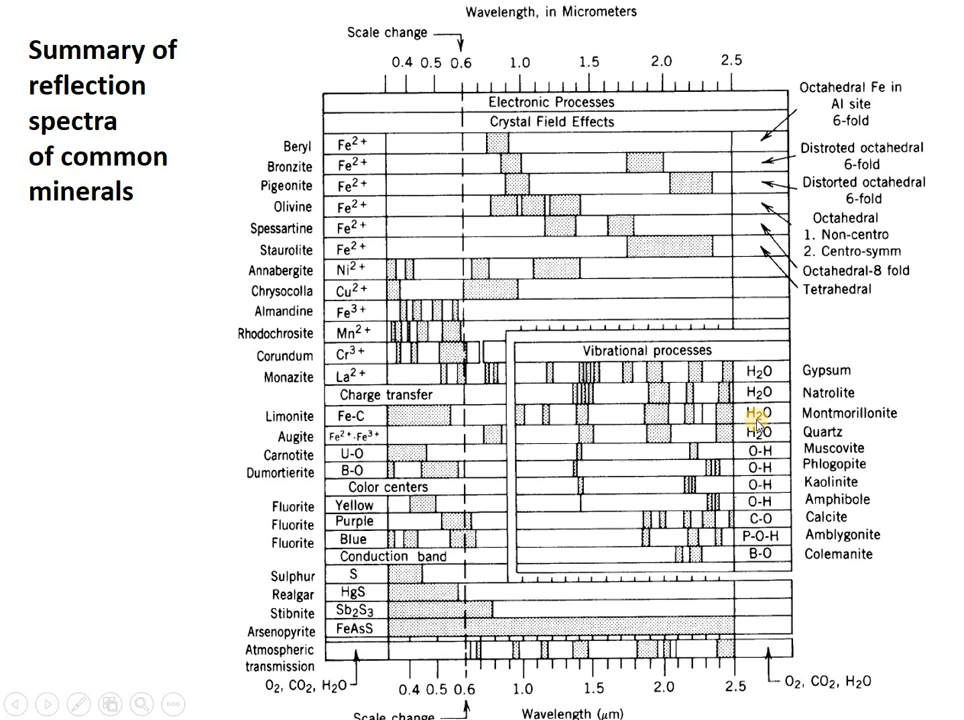 Summary of
reflection
spectra
of common
minerals
Wavelength, in Micrometers
Scale change
0.4 0.5 0.6 1.0 1.5 2.0 2.5
Electronic Processes
Crystal Field Effects
Beryl Fe2+
Bronzite Fe2+
Pigeonite Fe2+
Olivine Fe2+
Spessartine Fe2+
Staurolite Fe2+
Annabergite Ni2+
Chrysocolla Cu2+
Almandine Fe3+
Rhodochrosite Mn2+
Corundum Cr3+
Monazite La2+
Octahedral Fe in
Al site
6-fold
Distroted octahedral
6-fold
Distorted octahedral
6-fold
Octahedral
1. Non-centro
2. Centro-symm
Octahedral-8 fold
Tetrahedral
Charge transfer
Limonite Fe-C
Augite Fe2+-Fe3+
Carnotite U-O
Dumortierite B-O
Color centers
Fluorite Yellow
Fluorite Purple
Fluorite Blue
Conduction band
Sulphur S
Realgar HgS
Stibnite Sb2S3
Arsenopyrite FeAsS
Atmospheric
transmission
Vibrational processes
H2O Gypsum
H2O Natrolite
H2O Montmorillonite
H2O Quartz
O-H Muscovite
O-H Phlogopite
O-H Kaolinite
O-H Amphibole
C-O Calcite
P-O-H Amblygonite
B-O Colemanite
O2, CO2, H2O
O2, CO2, H2O
0.4 0.5 0.6 1.0 1.5 2.0 2.5
Scale change
Wavelength (μm)